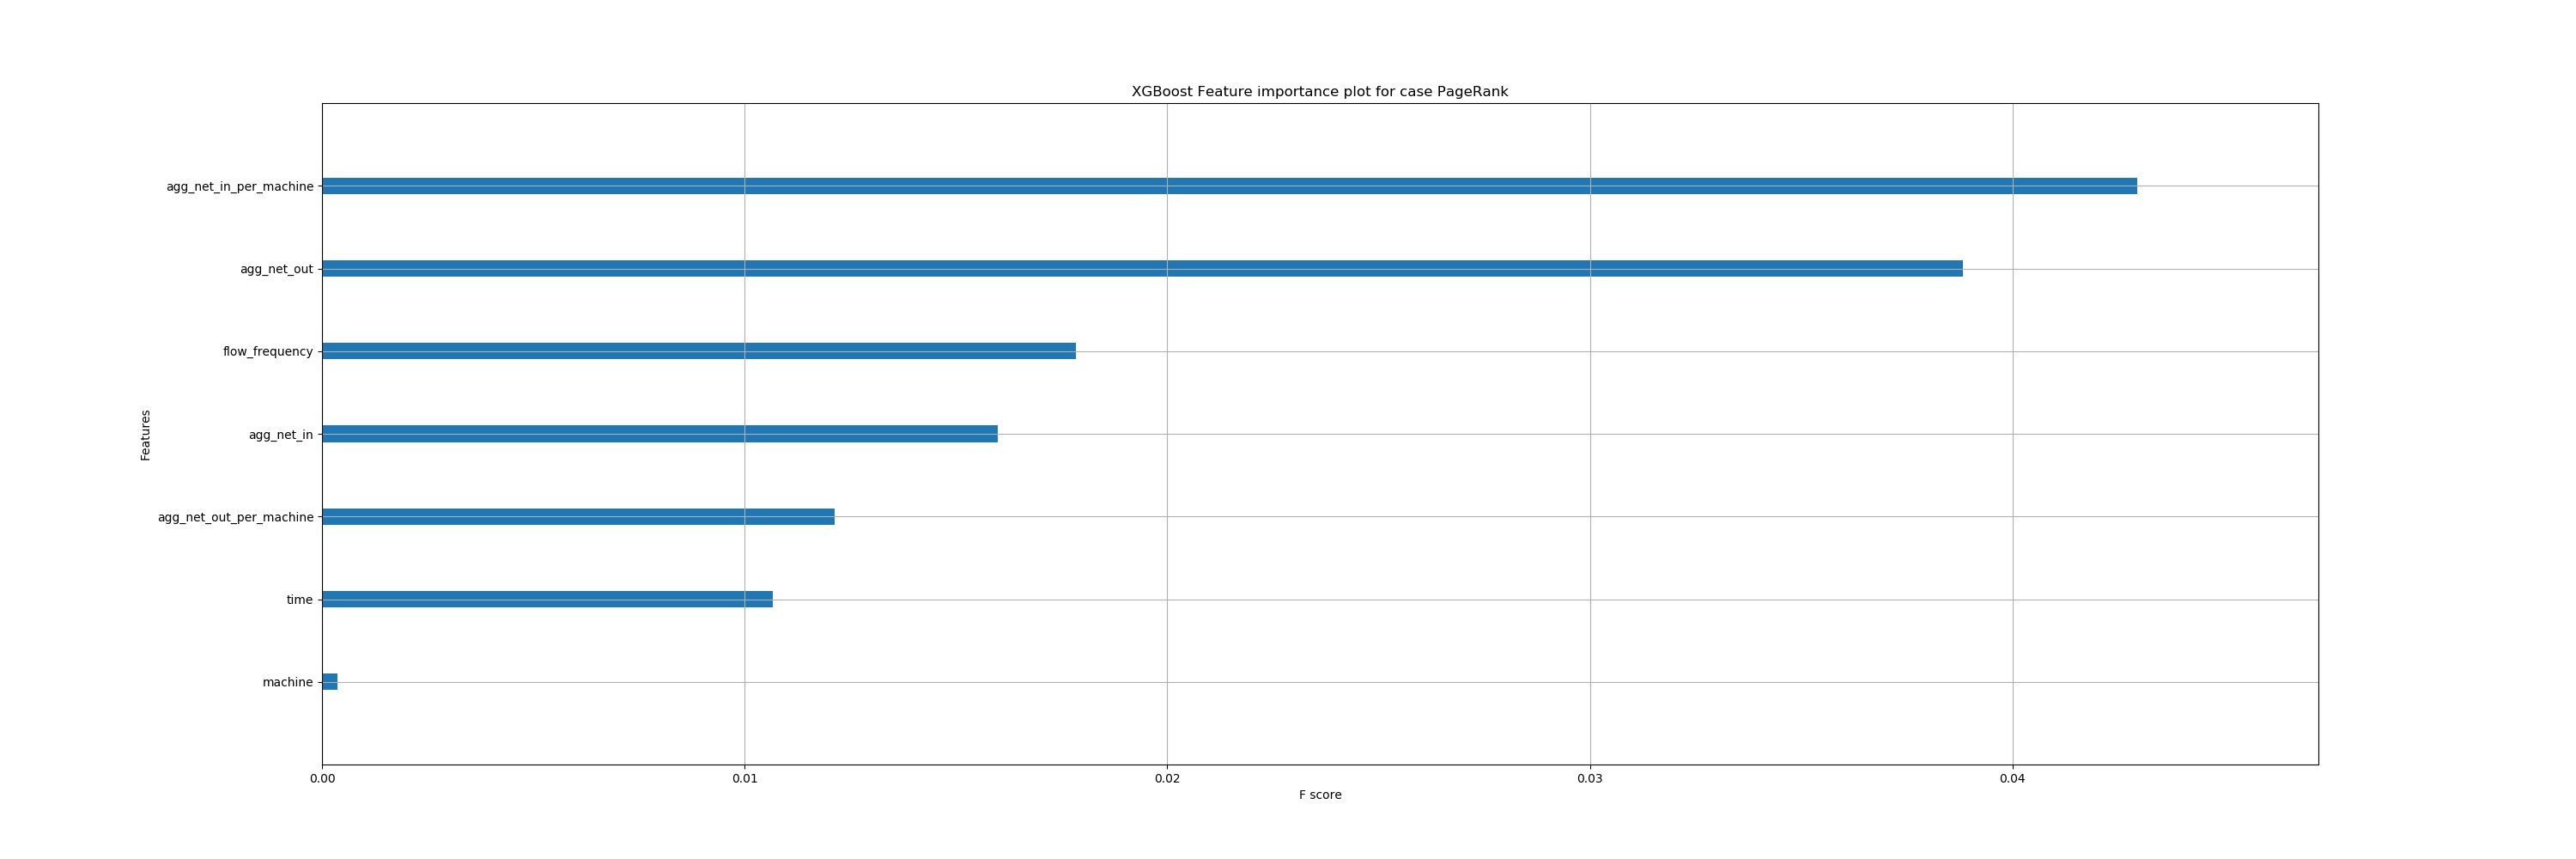 XGBoost Feature importance plot for case PageRank
agg_net_in_per_machine
agg_net_out
flow_frequency
agg_net_in
agg_net_out_per_machine
time
machine
Features
0.00 0.01 0.02 0.03 0.04
F score